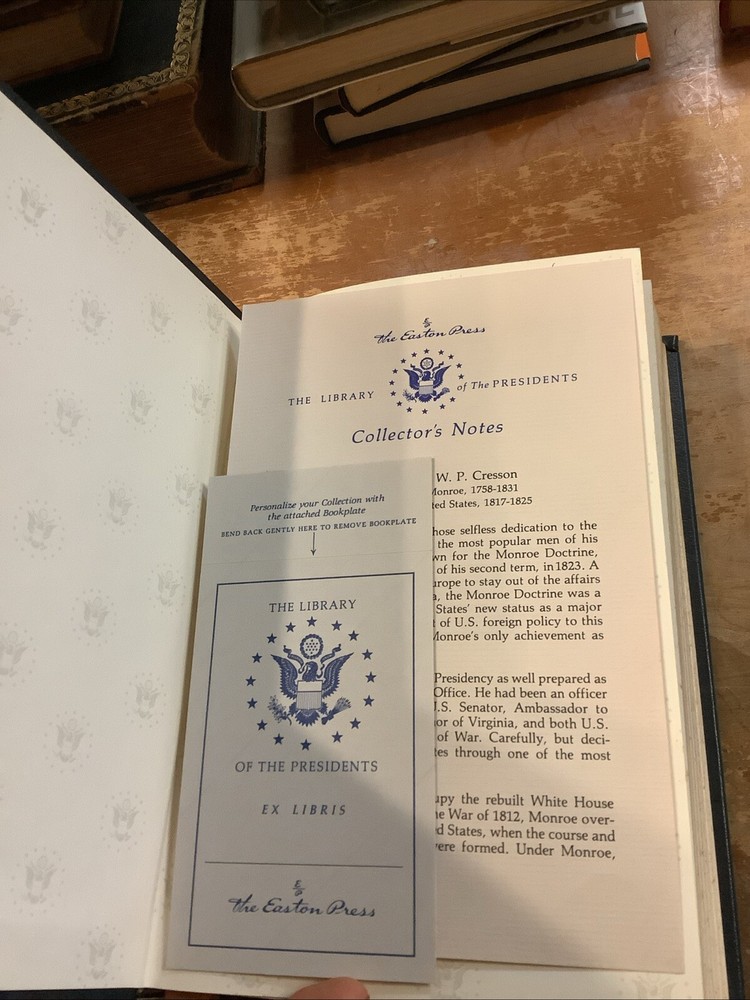 The Easton Press
THE LIBRARY of The PRESIDENTS
Collector's Notes
W. P. Cresson
Monroe, 1758-1831
States, 1817-1825
hose selfless dedication to the
the most popular men of his
wn for the Monroe Doctrine,
of his second term, in 1823. A
urope to stay out of the affairs
the Monroe Doctrine was a
States' new status as a major
of U.S. foreign policy to this
Monroe's only achievement as
Presidency as well prepared as
Office. He had been an officer
U.S. Senator, Ambassador to
or of Virginia, and both U.S.
of War. Carefully, but deci-
tes through one of the most
upy the rebuilt White House
he War of 1812, Monroe over-
d States, when the course and
were formed. Under Monroe,
Personalize your Collection with
the attached Bookplate
BEND BACK GENTLY HERE TO REMOVE BOOKPLATE
THE LIBRARY
OF THE PRESIDENTS
EX LIBRIS
The Easton Press